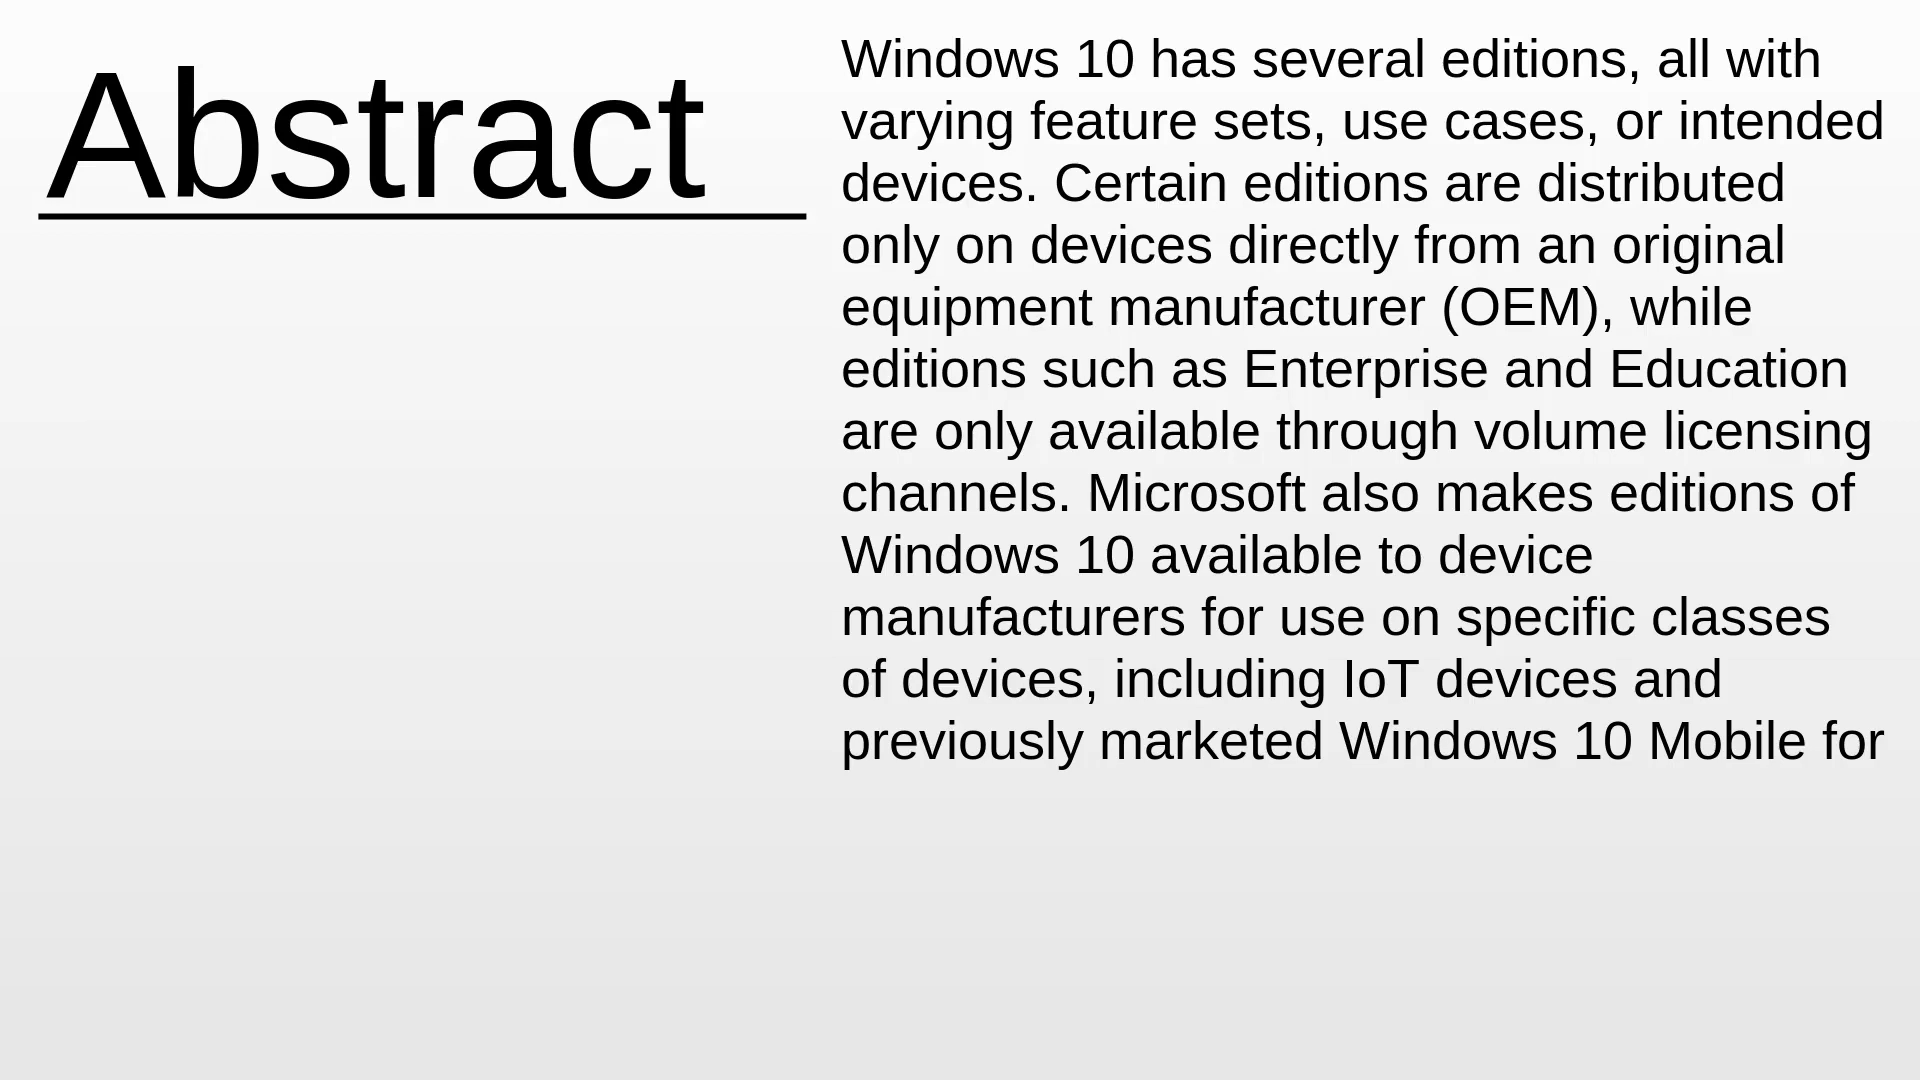 Abstract
Windows 10 has several editions, all with
varying feature sets, use cases, or intended
devices. Certain editions are distributed
only on devices directly from an original
equipment manufacturer (OEM), while
editions such as Enterprise and Education
are only available through volume licensing
channels. Microsoft also makes editions of
Windows 10 available to device
manufacturers for use on specific classes
of devices, including IoT devices and
previously marketed Windows 10 Mobile for